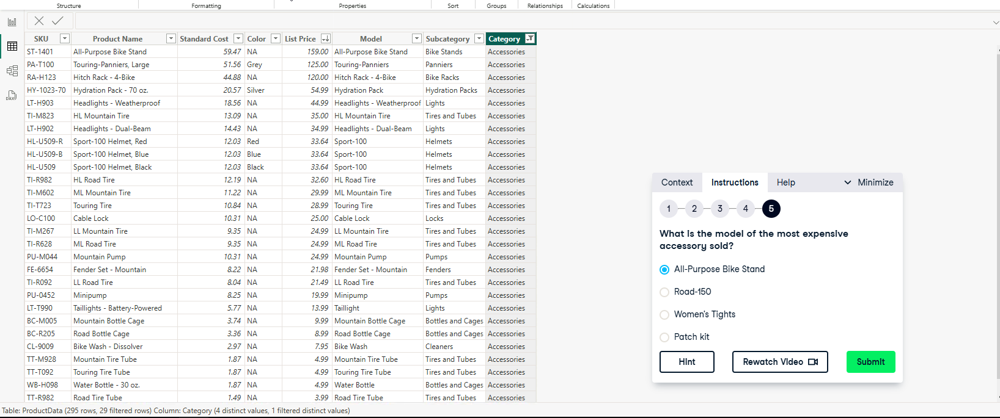 Structure Formatting Properties Sort Groups Relationships Calculations
SKU Product Name Standard Cost Color List Price Model Subcategory Category
ST-1401 All-Purpose Bike Stand 59.47 NA 159.00 All-Purpose Bike Stand Bike Stands Accessories
PA-T100 Touring-Panniers, Large 51.56 Grey 125.00 Touring-Panniers Panniers Accessories
RA-H123 Hitch Rack - 4-Bike 44.88 NA 120.00 Hitch Rack - 4-Bike Bike Racks Accessories
HY-1023-70 Hydration Pack - 70 oz. 20.57 Silver 54.99 Hydration Pack Hydration Packs Accessories
LT-H903 Headlights - Weatherproof 18.56 NA 44.99 Headlights - Weatherproof Lights Accessories
TI-M823 HL Mountain Tire 13.09 NA 35.00 HL Mountain Tire Tires and Tubes Accessories
LT-H902 Headlights - Dual-Beam 14.43 NA 34.99 Headlights - Dual-Beam Lights Accessories
HL-U509-R Sport-100 Helmet, Red 12.03 Red 33.64 Sport-100 Helmets Accessories
HL-U509-B Sport-100 Helmet, Blue 12.03 Blue 33.64 Sport-100 Helmets Accessories
HL-U509 Sport-100 Helmet, Black 12.03 Black 33.64 Sport-100 Helmets Accessories
TI-R982 HL Road Tire 12.19 NA 32.60 HL Road Tire Tires and Tubes Accessories
TI-M602 ML Mountain Tire 11.22 NA 29.99 ML Mountain Tire Tires and Tubes Accessories
TI-T723 Touring Tire 10.84 NA 28.99 Touring Tire Tires and Tubes Accessories
LO-C100 Cable Lock 10.31 NA 25.00 Cable Lock Locks Accessories
TI-M267 LL Mountain Tire 9.35 NA 24.99 LL Mountain Tire Tires and Tubes Accessories
TI-R628 ML Road Tire 9.35 NA 24.99 ML Road Tire Tires and Tubes Accessories
PU-M044 Mountain Pump 10.31 NA 24.99 Mountain Pump Pumps Accessories
FE-6654 Fender Set - Mountain 8.22 NA 21.98 Fender Set - Mountain Fenders Accessories
TI-R092 LL Road Tire 8.04 NA 21.49 LL Road Tire Tires and Tubes Accessories
PU-0452 Minipump 8.25 NA 19.99 Minipump Pumps Accessories
LT-T990 Taillights - Battery-Powered 5.77 NA 13.99 Taillight Lights Accessories
BC-M005 Mountain Bottle Cage 3.74 NA 9.99 Mountain Bottle Cage Bottles and Cages Accessories
BC-R205 Road Bottle Cage 3.36 NA 8.99 Road Bottle Cage Bottles and Cages Accessories
CL-9009 Bike Wash - Dissolver 2.97 NA 7.95 Bike Wash Cleaners Accessories
TT-M928 Mountain Tire Tube 1.87 NA 4.99 Mountain Tire Tube Tires and Tubes Accessories
TT-T092 Touring Tire Tube 1.87 NA 4.99 Touring Tire Tube Tires and Tubes Accessories
WB-H098 Water Bottle - 30 oz. 1.87 NA 4.99 Water Bottle Bottles and Cages Accessories
TT-R982 Road Tire Tube 1.49 NA 3.99 Road Tire Tube Tires and Tubes Accessories
Table: ProductData (295 rows, 29 filtered rows) Column: Category (4 distinct values, 1 filtered distinct values)
DAX
Context Instructions Help Minimize
1 2 3 4 5
What is the model of the most expensive
accessory sold?
All-Purpose Bike Stand
Road-150
Women's Tights
Patch kit
Hint Rewatch Video Submit